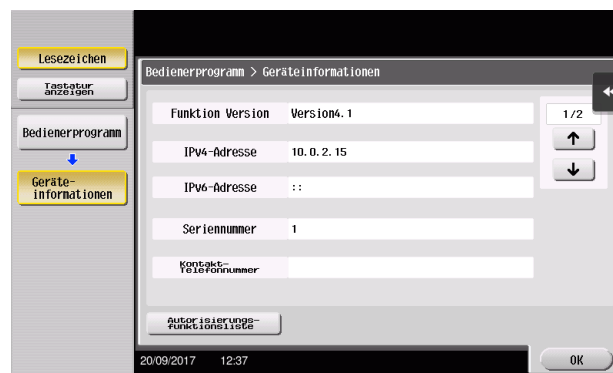 Lesezeichen
Tastatur
anzeigen
Bedienerprogramm
Geräte-
informationen
Bedienerprogramm > Geräteinformationen
Funktion Version Version4.1
1/2
IPv4-Adresse 10.0.2.15
IPv6-Adresse ::
Seriennummer 1
Kontakt-
Telefonnummer
Autorisierungs-
funktionsliste
20/09/2017 12:37
OK